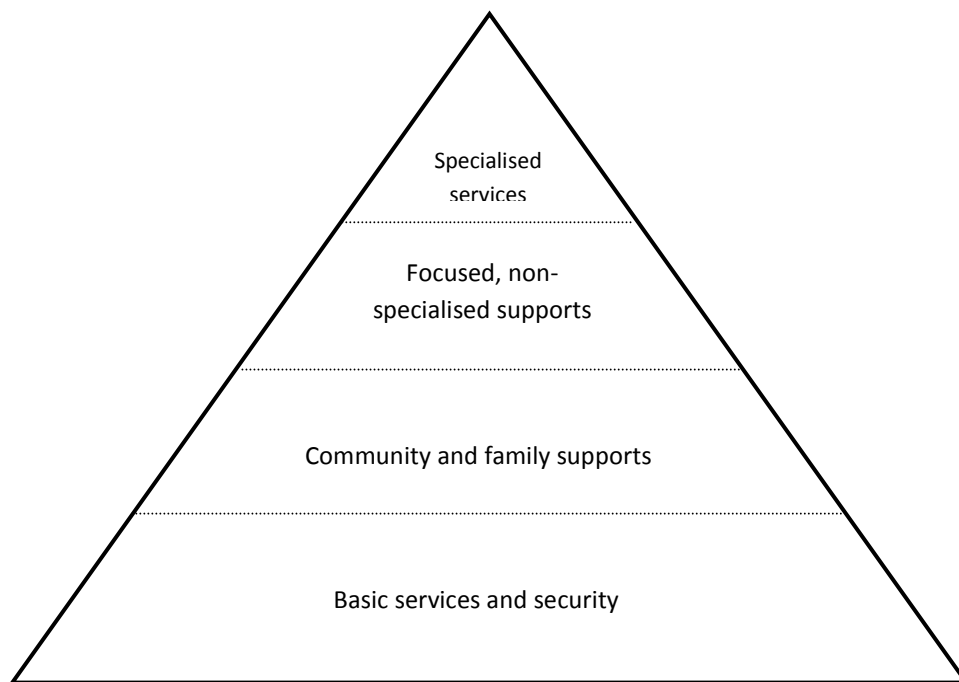 Specialised
services
Focused, non-
specialised supports
Community and family supports
Basic services and security